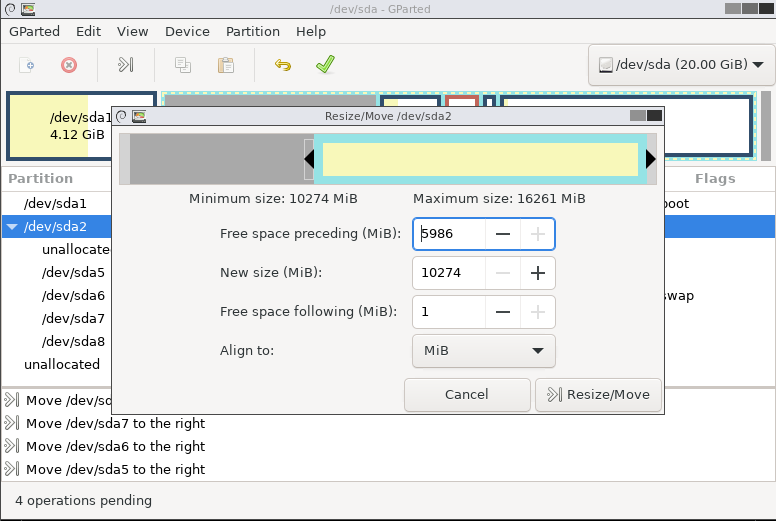 /dev/sda - GParted
GParted Edit View Device Partition Help
/dev/sda (20.00 GiB)
/dev/sda1
4.12 GiB
Resize/Move /dev/sda2
Minimum size: 10274 MiB Maximum size: 16261 MiB
Free space preceding (MiB): 5986
New size (MiB): 10274
Free space following (MiB): 1
Align to: MiB
Cancel Resize/Move
Partition Flags
/dev/sda1
/dev/sda2
unallocate
/dev/sda5
/dev/sda6 swap
/dev/sda7
/dev/sda8
unallocated
Move /dev/sd
Move /dev/sda7 to the right
Move /dev/sda6 to the right
Move /dev/sda5 to the right
4 operations pending